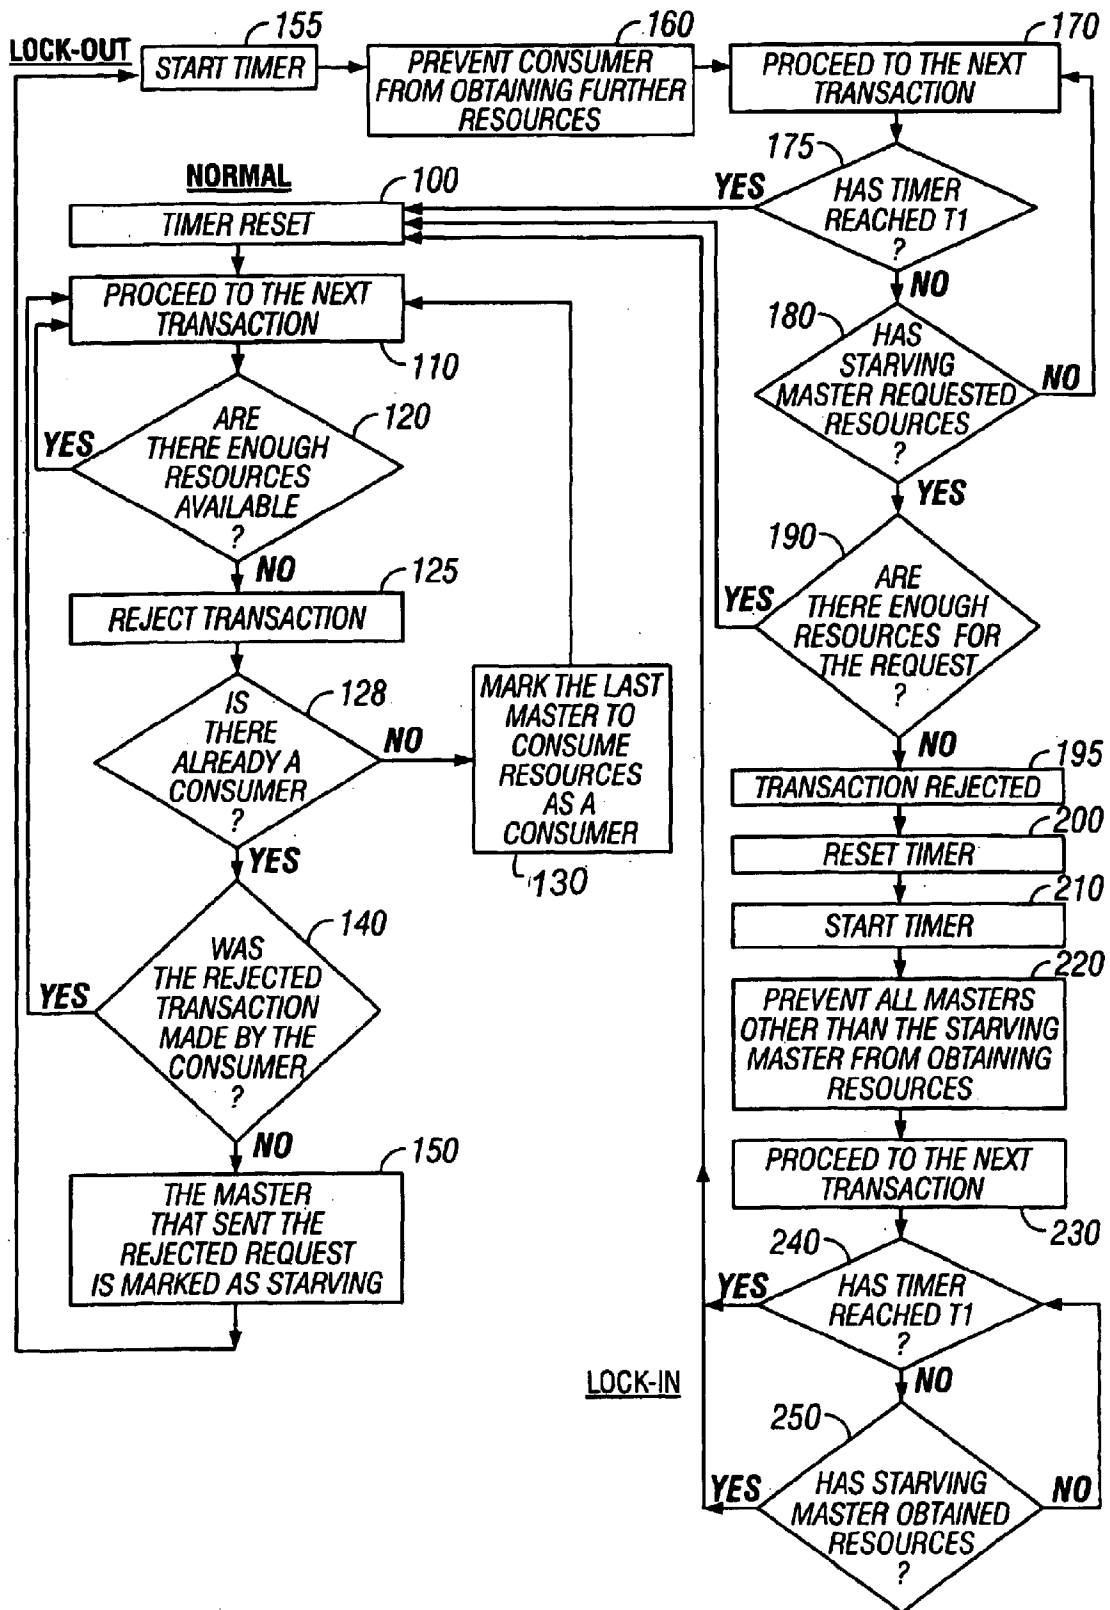 155
160
170
LOCK-OUT
START TIMER
PREVENT CONSUMER
FROM OBTAINING FURTHER
RESOURCES
PROCEED TO THE NEXT
TRANSACTION
175
YES
HAS TIMER
REACHED T1
?
NO
NORMAL
100
TIMER RESET
PROCEED TO THE NEXT
TRANSACTION
110
180
HAS
STARVING
MASTER REQUESTED
RESOURCES
?
NO
YES
120
YES
ARE
THERE ENOUGH
RESOURCES
AVAILABLE
?
NO
125
REJECT TRANSACTION
190
YES
ARE
THERE ENOUGH
RESOURCES FOR
THE REQUEST
?
NO
128
IS
THERE
ALREADY A
CONSUMER
?
NO
YES
MARK THE LAST
MASTER TO
CONSUME
RESOURCES
AS A
CONSUMER
130
195
TRANSACTION REJECTED
200
RESET TIMER
210
START TIMER
140
YES
WAS
THE REJECTED
TRANSACTION
MADE BY THE
CONSUMER
?
NO
220
PREVENT ALL MASTERS
OTHER THAN THE STARVING
MASTER FROM OBTAINING
RESOURCES
150
THE MASTER
THAT SENT THE
REJECTED REQUEST
IS MARKED AS STARVING
PROCEED TO THE NEXT
TRANSACTION
230
240
YES
HAS TIMER
REACHED T1
?
NO
LOCK-IN
250
YES
HAS STARVING
MASTER OBTAINED
RESOURCES
?
NO